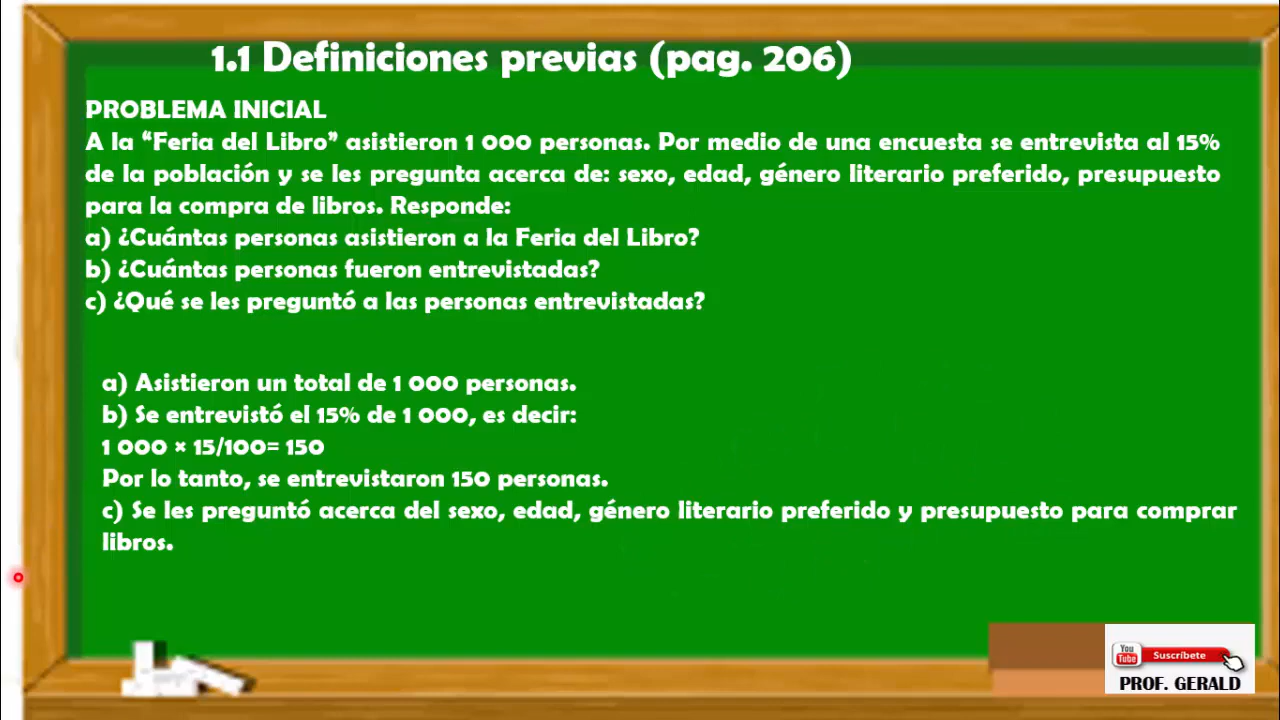 1.1 Definiciones previas (pag. 206)
PROBLEMA INICIAL
A la “Feria del Libro” asistieron 1 000 personas. Por medio de una encuesta se entrevista al 15%
de la población y se les pregunta acerca de: sexo, edad, género literario preferido, presupuesto
para la compra de libros. Responde:
a) ¿Cuántas personas asistieron a la Feria del Libro?
b) ¿Cuántas personas fueron entrevistadas?
c) ¿Qué se les preguntó a las personas entrevistadas?
a) Asistieron un total de 1 000 personas.
b) Se entrevistó el 15% de 1 000, es decir:
1 000 × 15/100= 150
Por lo tanto, se entrevistaron 150 personas.
c) Se les preguntó acerca del sexo, edad, género literario preferido y presupuesto para comprar
libros.
You Tube Suscríbete
PROF. GERALD